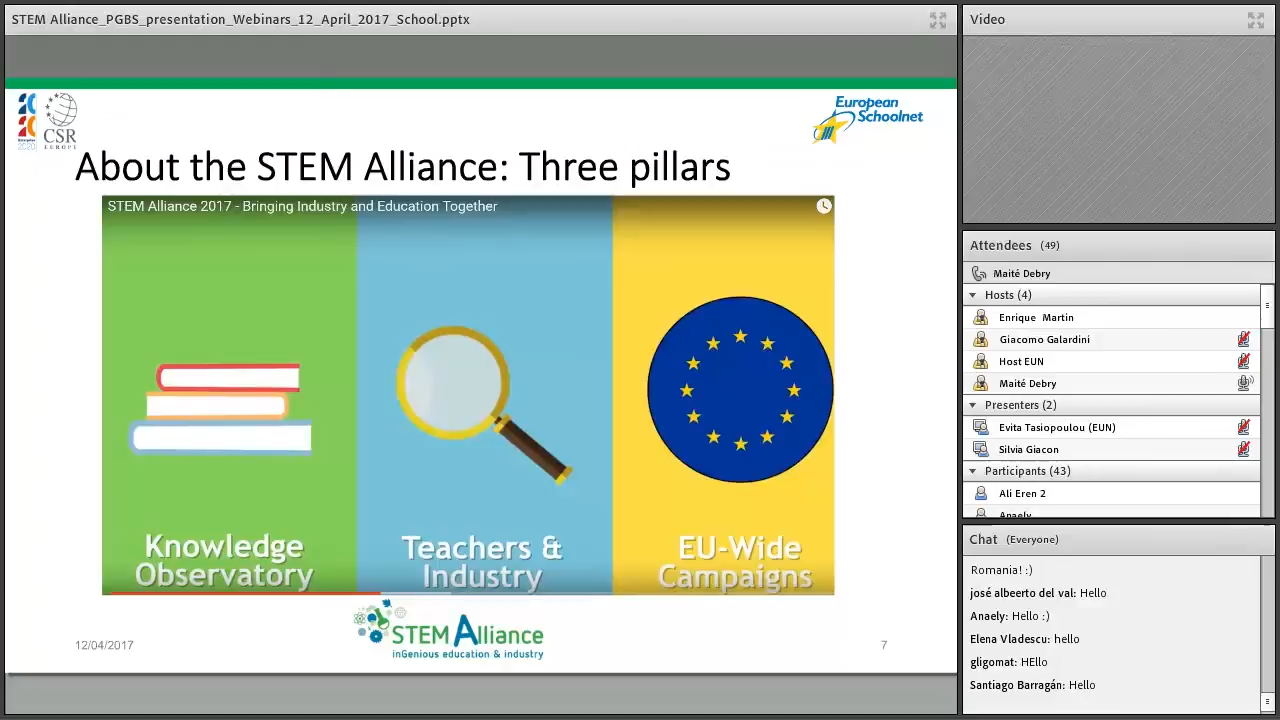 STEM Alliance_PGBS_presentation_Webinars_12_April_2017_School.pptx
CSR
EUROPE
European
Schoolnet
About the STEM Alliance: Three pillars
STEM Alliance 2017 - Bringing Industry and Education Together
Knowledge
Observatory
Teachers &
Industry
EU-Wide
Campaigns
STEM Alliance
inGenious education & industry
12/04/2017
7
Video
Attendees (49)
Maité Debry
Hosts (4)
Enrique Martin
Giacomo Galardini
Host EUN
Maité Debry
Presenters (2)
Evita Tasiopoulou (EUN)
Silvia Giacon
Participants (43)
Ali Eren 2
Anaely
Chat (Everyone)
Romania! :)
josé albeerto del val: Hello
Anaely: Hello :)
Elena Vladescu: hello
gligomat: HEllo
Santiago Barragán: Hello